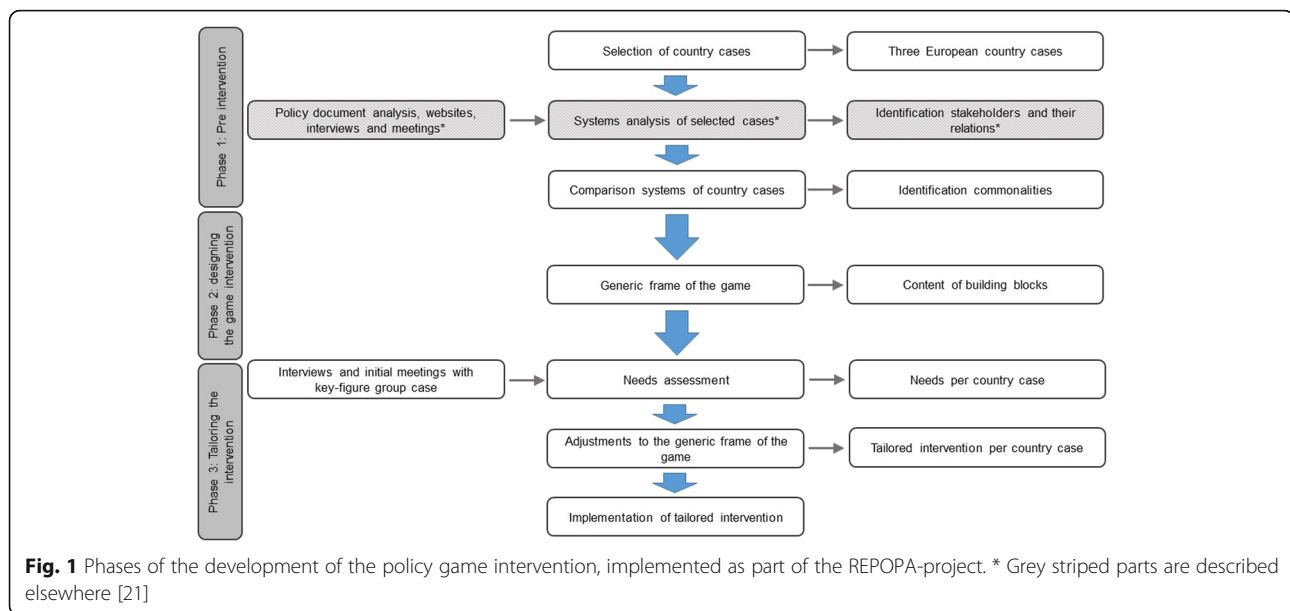 Phase 1: Pre intervention
Selection of country cases
Three European country cases
Policy document analysis, websites,
interviews and meetings*
Systems analysis of selected cases*
Identification stakeholders and their
relations*
Comparison systems of country cases
Identification commonalities
Phase 2: designing
the game intervention
Generic frame of the game
Content of building blocks
Phase 3: Tailoring the
intervention
Interviews and initial meetings with
key-figure group case
Needs assessment
Needs per country case
Adjustments to the generic frame of the
game
Tailored intervention per country case
Implementation of tailored intervention
Fig. 1 Phases of the development of the policy game intervention, implemented as part of the REPOPA-project. * Grey striped parts are described
elsewhere [21]